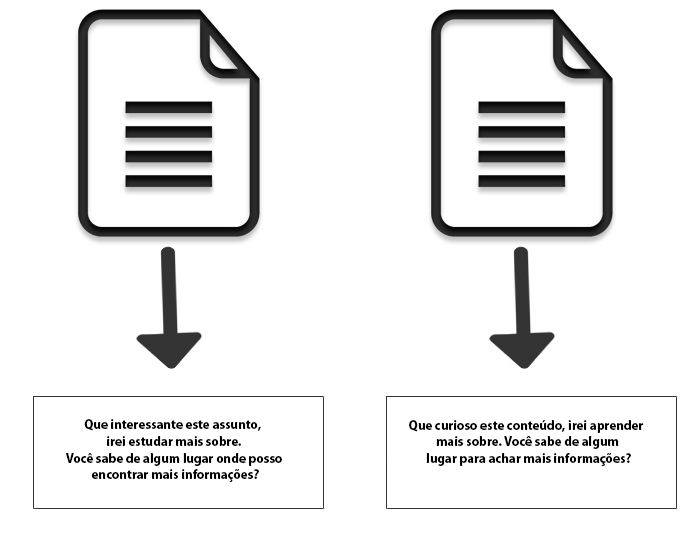 Que interessante este assunto,
irei estudar mais sobre.
Você sabe de algum lugar onde posso
encontrar mais informações?
Que curioso este conteúdo, irei aprender
mais sobre. Você sabe de algum
lugar para achar mais informações?